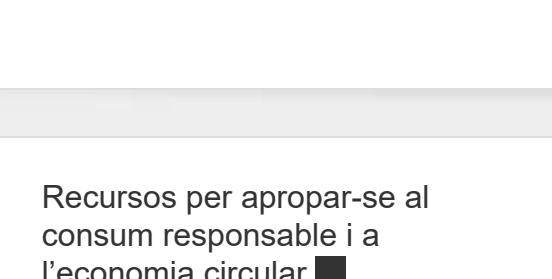 Recursos per apropar-se al
consum responsable i a
l'economia circular